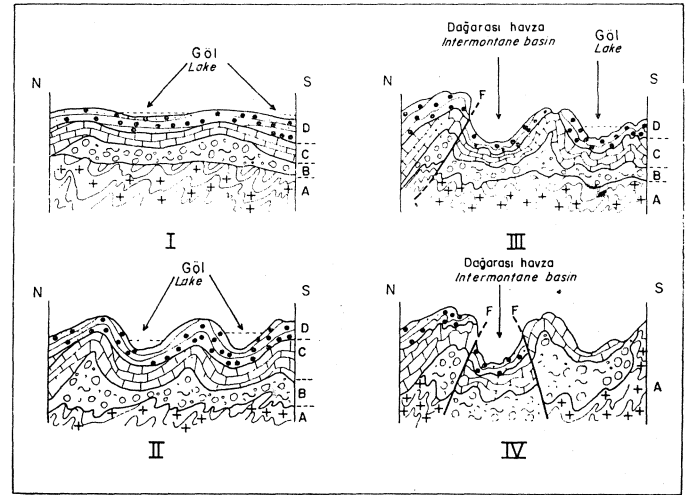 Göl
Lake
N
S
D
C
B
A
I
Dağarası havza
Intermontane basin
Göl
Lake
N
S
F
D
C
B
A
III
Göl
Lake
N
S
D
C
B
A
II
Dağarası havza
Intermontane basin
N
S
F
F
A
IV